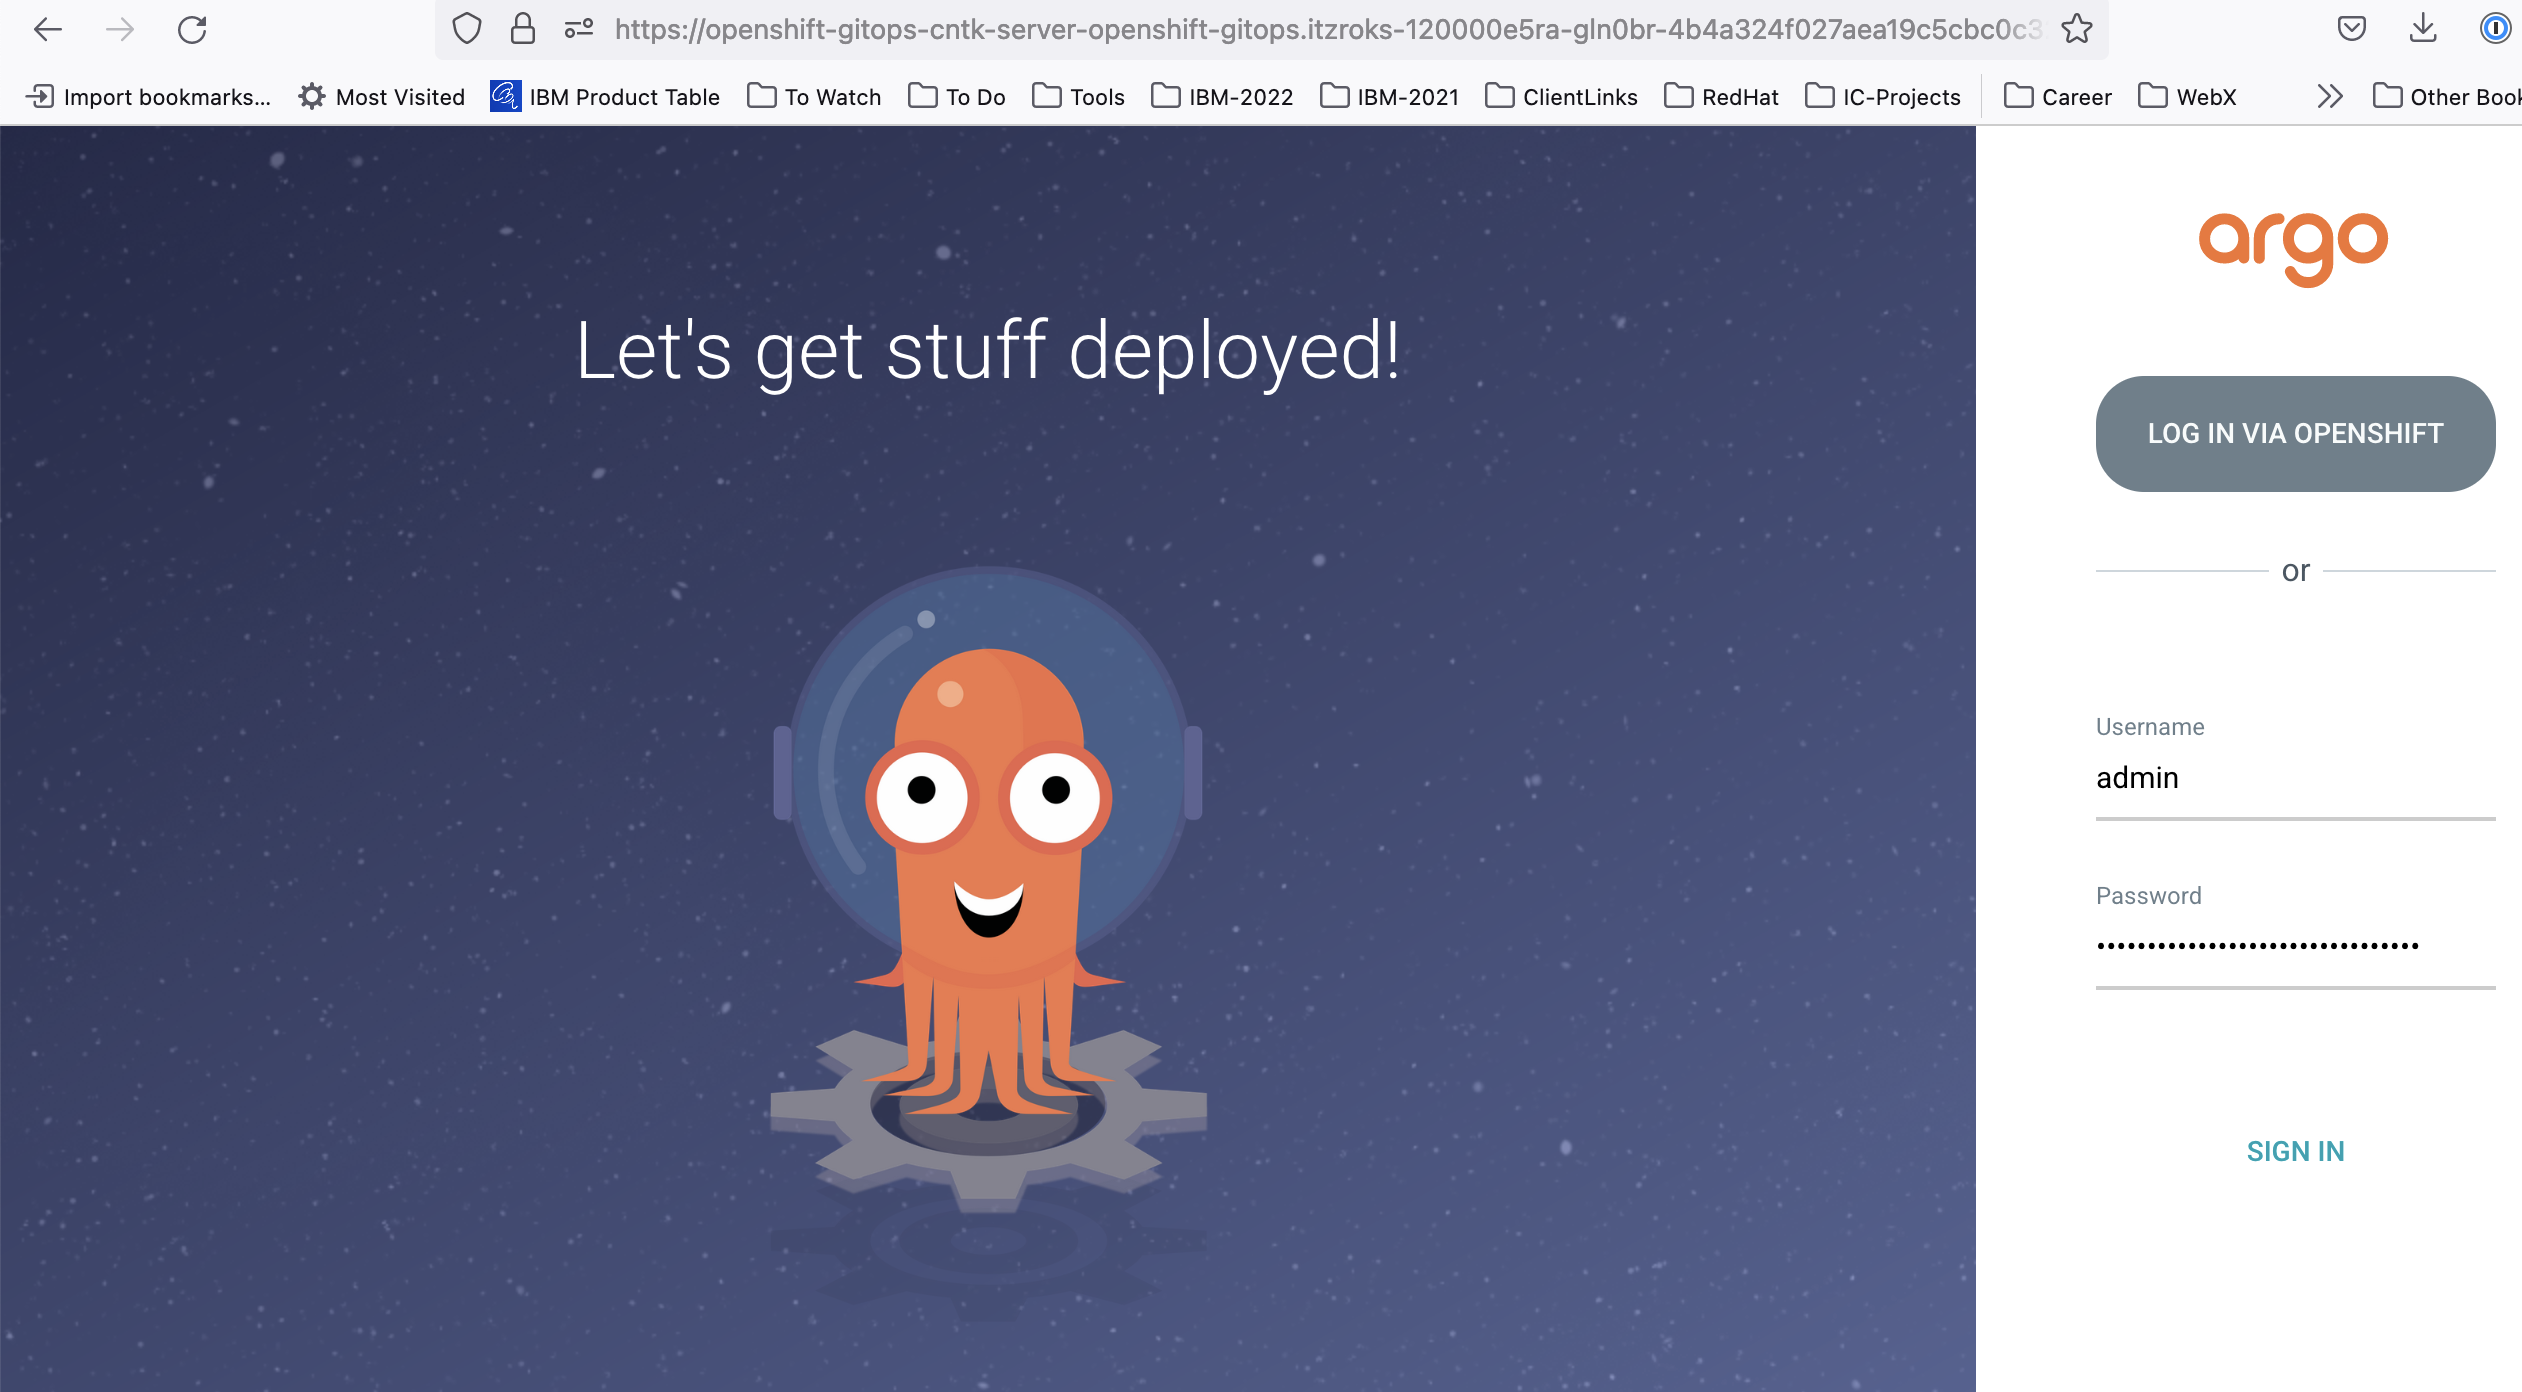 https://openshift-gitops-cntk-server-openshift-gitops.itzroks-120000e5ra-gln0br-4b4a324f027aea19c5cbc0c3
Import bookmarks... Most Visited IBM Product Table To Watch To Do Tools IBM-2022 IBM-2021 ClientLinks RedHat IC-Projects Career WebX Other Book
argo
Let's get stuff deployed!
LOG IN VIA OPENSHIFT
or
Username
admin
Password
••••••••••••••••••••••••••••••••
SIGN IN